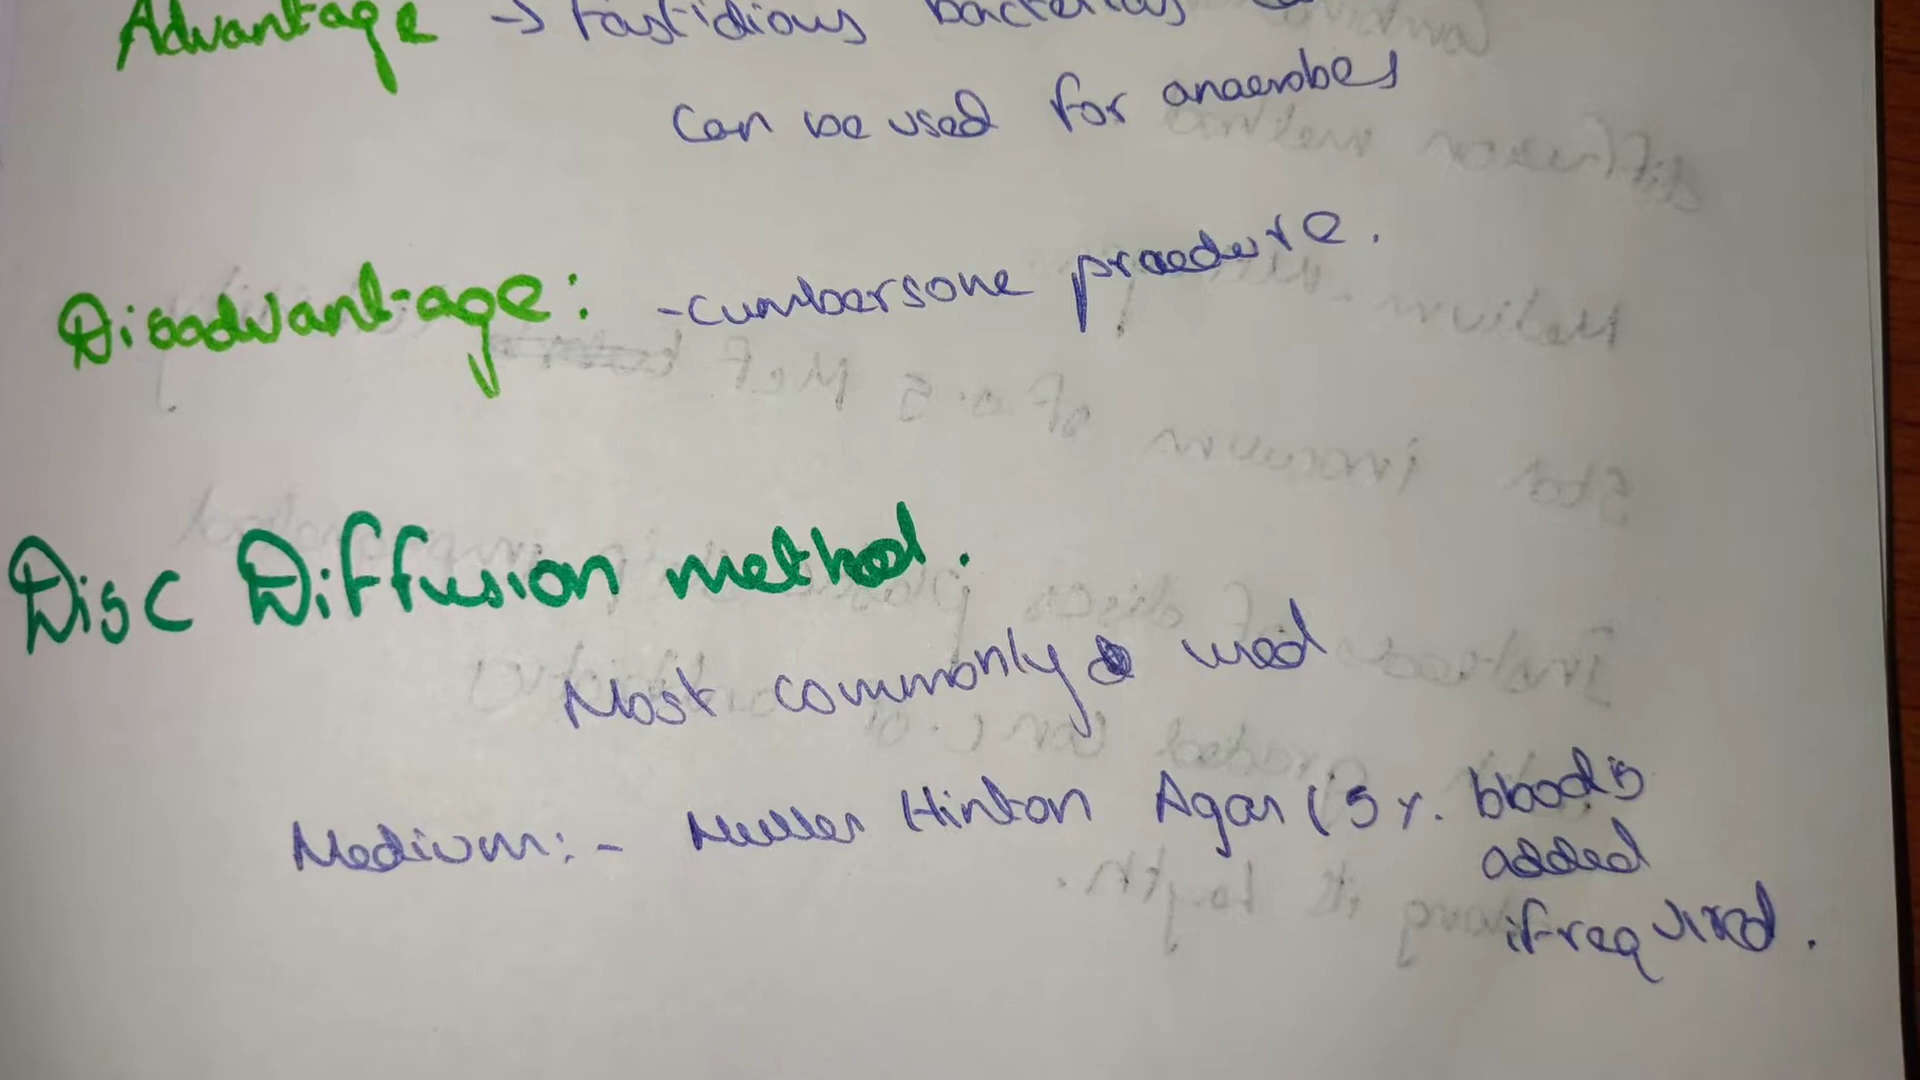 Advantage → Fastidious bacterias
Can be used for anaerobes
Disadvantage: - cumbersome procedure.
Disc Diffusion method.
Most commonly used
Medium:- Muller Hinton Agar (5%. blood is
added
if required.